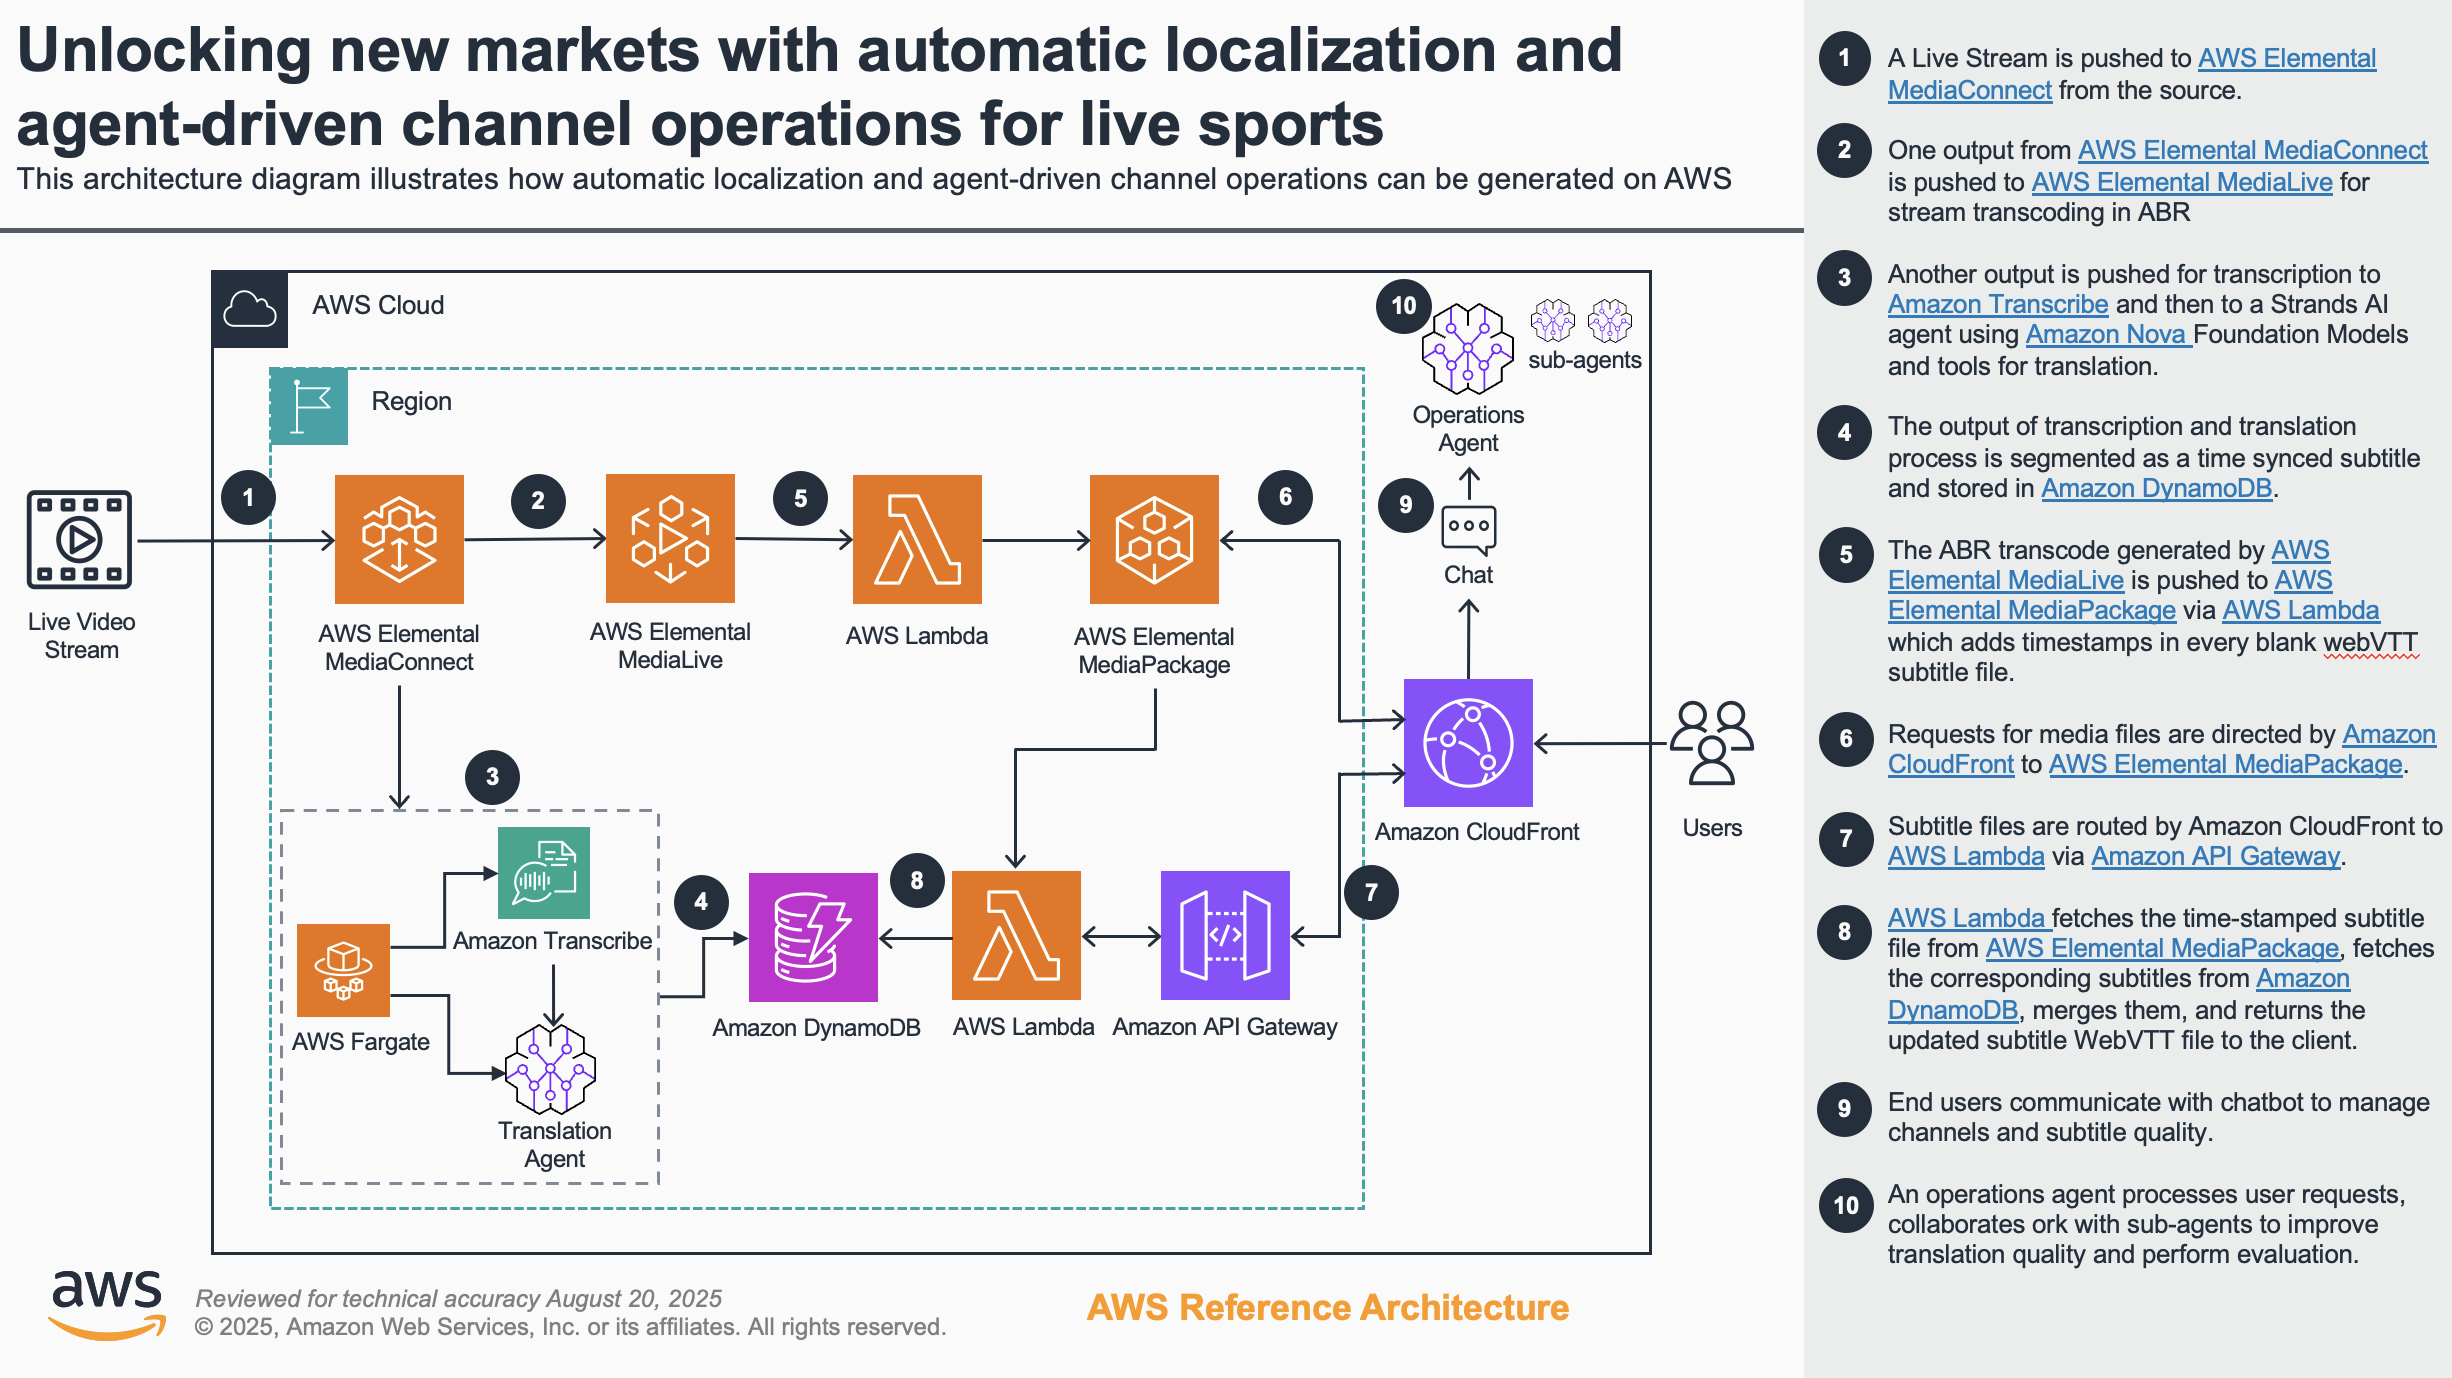 Unlocking new markets with automatic localization and
agent-driven channel operations for live sports
This architecture diagram illustrates how automatic localization and agent-driven channel operations can be generated on AWS
AWS Cloud
Region
Live Video
Stream
1
AWS Elemental
MediaConnect
2
AWS Elemental
MediaLive
5
AWS Lambda
AWS Elemental
MediaPackage
6
10
sub-agents
Operations
Agent
9
Chat
Amazon CloudFront
Users
3
Amazon Transcribe
AWS Fargate
Translation
Agent
4
Amazon DynamoDB
8
AWS Lambda
Amazon API Gateway
7
aws
Reviewed for technical accuracy August 20, 2025
© 2025, Amazon Web Services, Inc. or its affiliates. All rights reserved.
AWS Reference Architecture
1
A Live Stream is pushed to AWS Elemental
MediaConnect from the source.
2
One output from AWS Elemental MediaConnect
is pushed to AWS Elemental MediaLive for
stream transcoding in ABR
3
Another output is pushed for transcription to
Amazon Transcribe and then to a Strands AI
agent using Amazon Nova Foundation Models
and tools for translation.
4
The output of transcription and translation
process is segmented as a time synced subtitle
and stored in Amazon DynamoDB.
5
The ABR transcode generated by AWS
Elemental MediaLive is pushed to AWS
Elemental MediaPackage via AWS Lambda
which adds timestamps in every blank webVTT
subtitle file.
6
Requests for media files are directed by Amazon
CloudFront to AWS Elemental MediaPackage.
7
Subtitle files are routed by Amazon CloudFront to
AWS Lambda via Amazon API Gateway.
8
AWS Lambda fetches the time-stamped subtitle
file from AWS Elemental MediaPackage, fetches
the corresponding subtitles from Amazon
DynamoDB, merges them, and returns the
updated subtitle WebVTT file to the client.
9
End users communicate with chatbot to manage
channels and subtitle quality.
10
An operations agent processes user requests,
collaborates ork with sub-agents to improve
translation quality and perform evaluation.